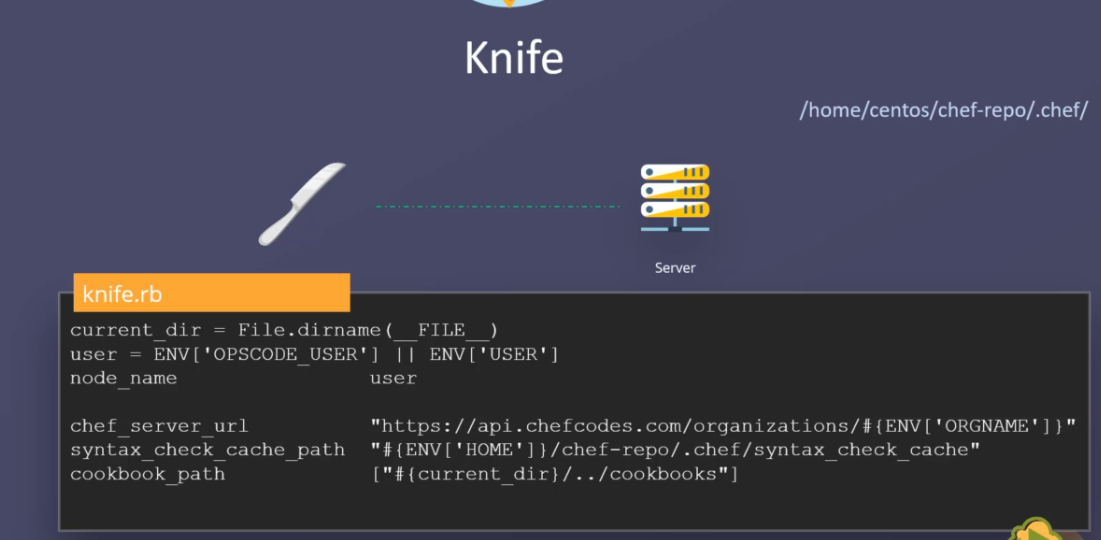 Knife
/home/centos/chef-repo/.chef/
Server
knife.rb
current_dir = File.dirname(__FILE__)
user = ENV['OPSCODE_USER'] || ENV['USER']
node_name                user
chef_server_url          "https://api.chefcodes.com/organizations/#{ENV['ORGNAME']}"
syntax_check_cache_path  "#{ENV['HOME']}/chef-repo/.chef/syntax_check_cache"
cookbook_path            ["#{current_dir}/../cookbooks"]